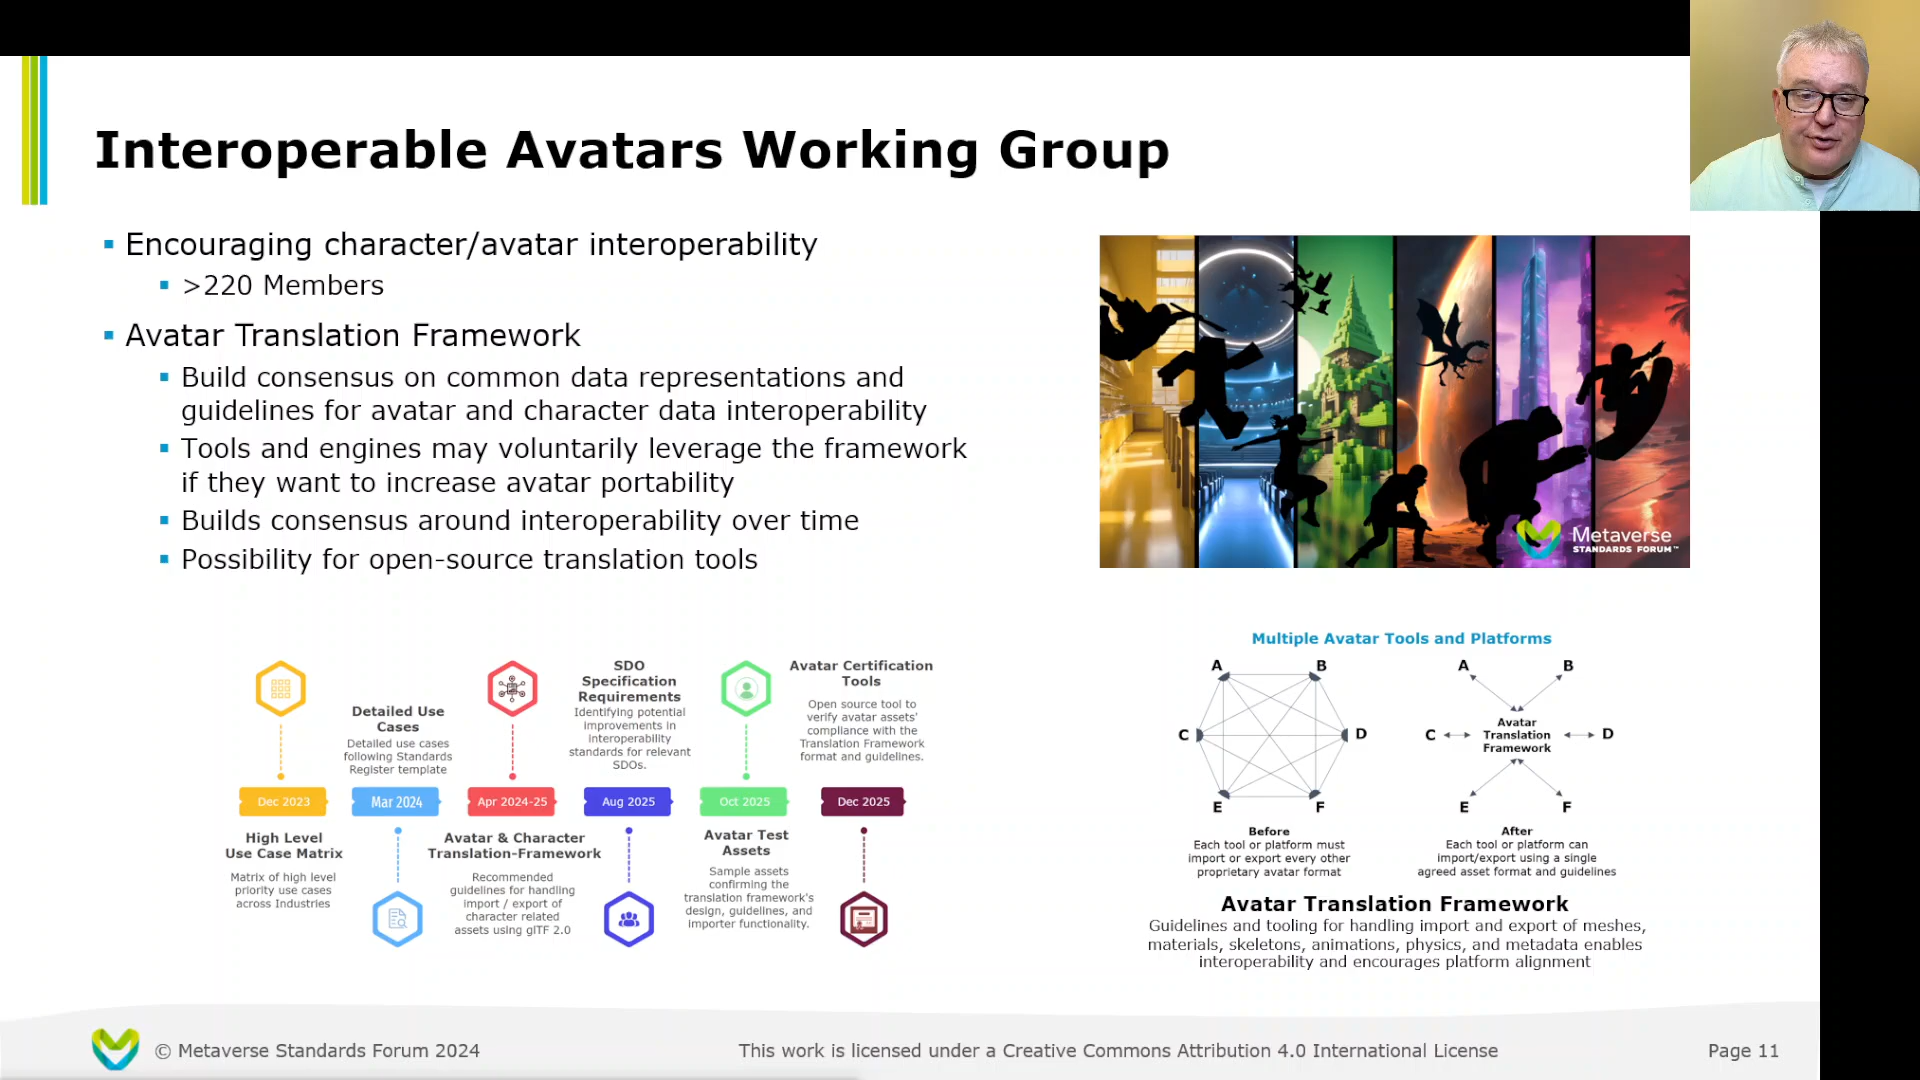 Interoperable Avatars Working Group
Encouraging character/avatar interoperability
>220 Members
Avatar Translation Framework
Build consensus on common data representations and
guidelines for avatar and character data interoperability
Tools and engines may voluntarily leverage the framework
if they want to increase avatar portability
Builds consensus around interoperability over time
Possibility for open-source translation tools
Metaverse
STANDARDS FORUM™
Dec 2023
High Level
Use Case Matrix
Matrix of high level
priority use cases
across Industries
Detailed Use
Cases
Detailed use cases
following Standards
Register template
Mar 2024
Apr 2024-25
Avatar & Character
Translation-Framework
Recommended
guidelines for handling
import / export of
character related
assets using glTF 2.0
SDO
Specification
Requirements
Identifying potential
improvements in
interoperability
standards for relevant
SDOs.
Aug 2025
Oct 2025
Avatar Test
Assets
Sample assets
confirming the
translation framework's
design, guidelines, and
importer functionality.
Avatar Certification
Tools
Open source tool to
verify avatar assets'
compliance with the
Translation Framework
format and guidelines.
Dec 2025
Multiple Avatar Tools and Platforms
A B
C D
E F
Before
Each tool or platform must
import or export every other
proprietary avatar format
A B
C D
Avatar
Translation
Framework
E F
After
Each tool or platform can
import/export using a single
agreed asset format and guidelines
Avatar Translation Framework
Guidelines and tooling for handling import and export of meshes,
materials, skeletons, animations, physics, and metadata enables
interoperability and encourages platform alignment
© Metaverse Standards Forum 2024
This work is licensed under a Creative Commons Attribution 4.0 International License
Page 11